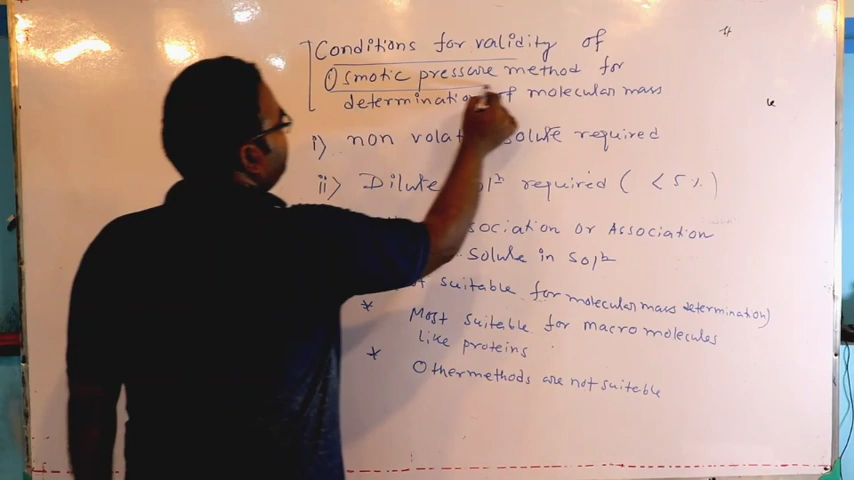 Conditions for validity of
Osmotic pressure method for
determination of molecular mass
i) non volat solute required
ii) Dilute Solⁿ required ( < 5 % )
sociation or Association
solute in Solⁿ
suitable for molecular mass determination)
* Most suitable for macro molecules
like proteins
* Other methods are not suitable